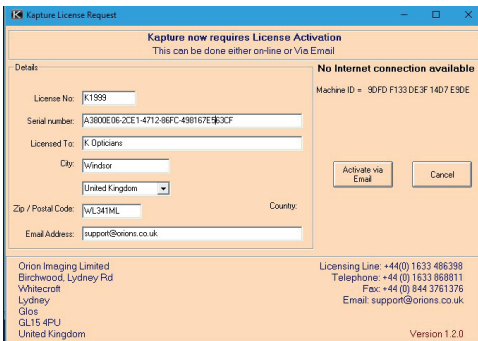 Kapture License Request
Kapture now requires License Activation
This can be done either on-line or Via Email
Details
No Internet connection available
License No: K1999
Machine ID = 9DFD F133 DE3F 14D7 E9DE
Serial number: A3800E06-2CE1-4712-86FC-498167E563CF
Licensed To: K Opticians
City: Windsor
Activate via Email
Cancel
United Kingdom
Zip / Postal Code: WL341ML
Country:
Email Address: support@orions.co.uk
Orion Imaging Limited
Birchwood, Lydney Rd
Whitecroft
Lydney
Glos
GL15 4PU
United Kingdom
Licensing Line: +44(0) 1633 486398
Telephone: +44(0) 1633 868811
Fax: +44 (0) 844 3761376
Email: support@orions.co.uk
Version 1.2.0